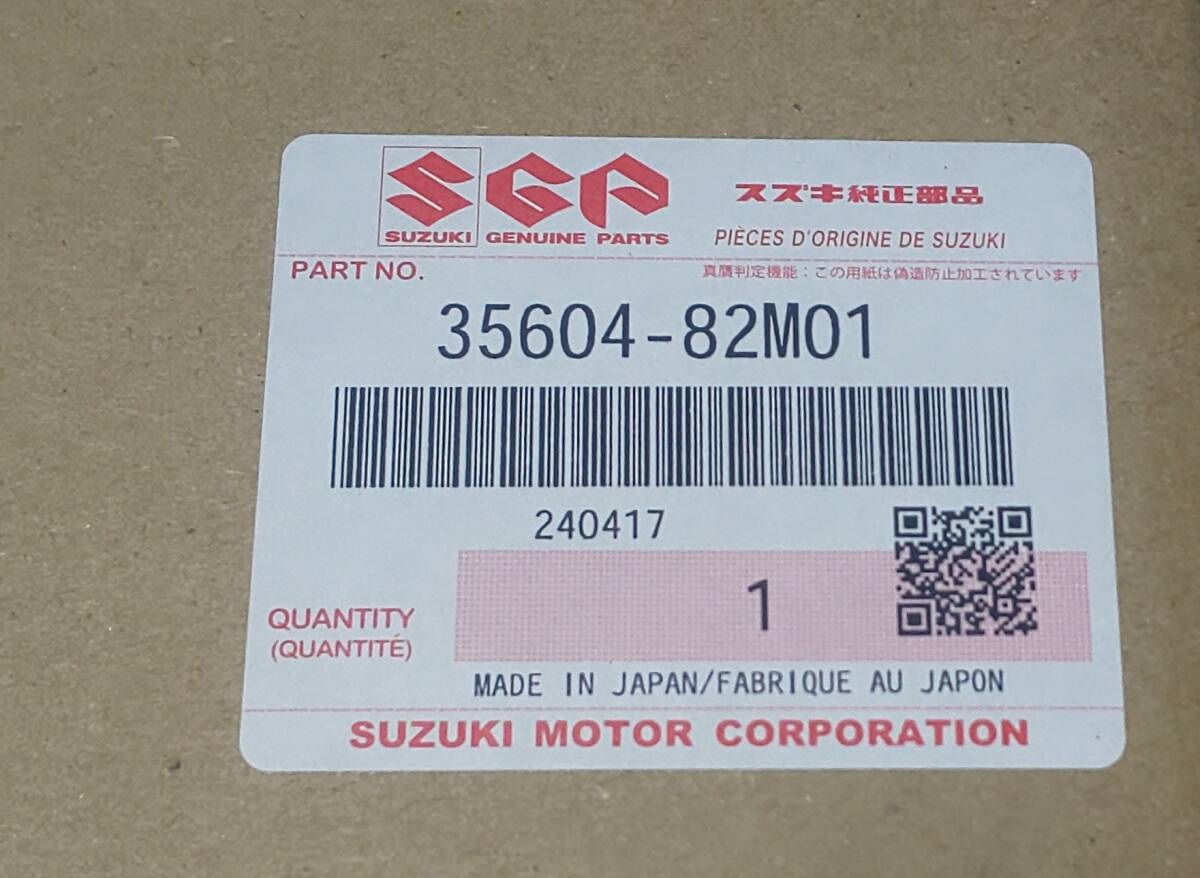 SGP
スズキ純正部品
SUZUKI GENUINE PARTS
PIÈCES D'ORIGINE DE SUZUKI
PART NO.
真贋判定機能：この用紙は偽造防止加工されています
35604-82M01
240417
1
QUANTITY
(QUANTITÉ)
MADE IN JAPAN/FABRIQUE AU JAPON
SUZUKI MOTOR CORPORATION